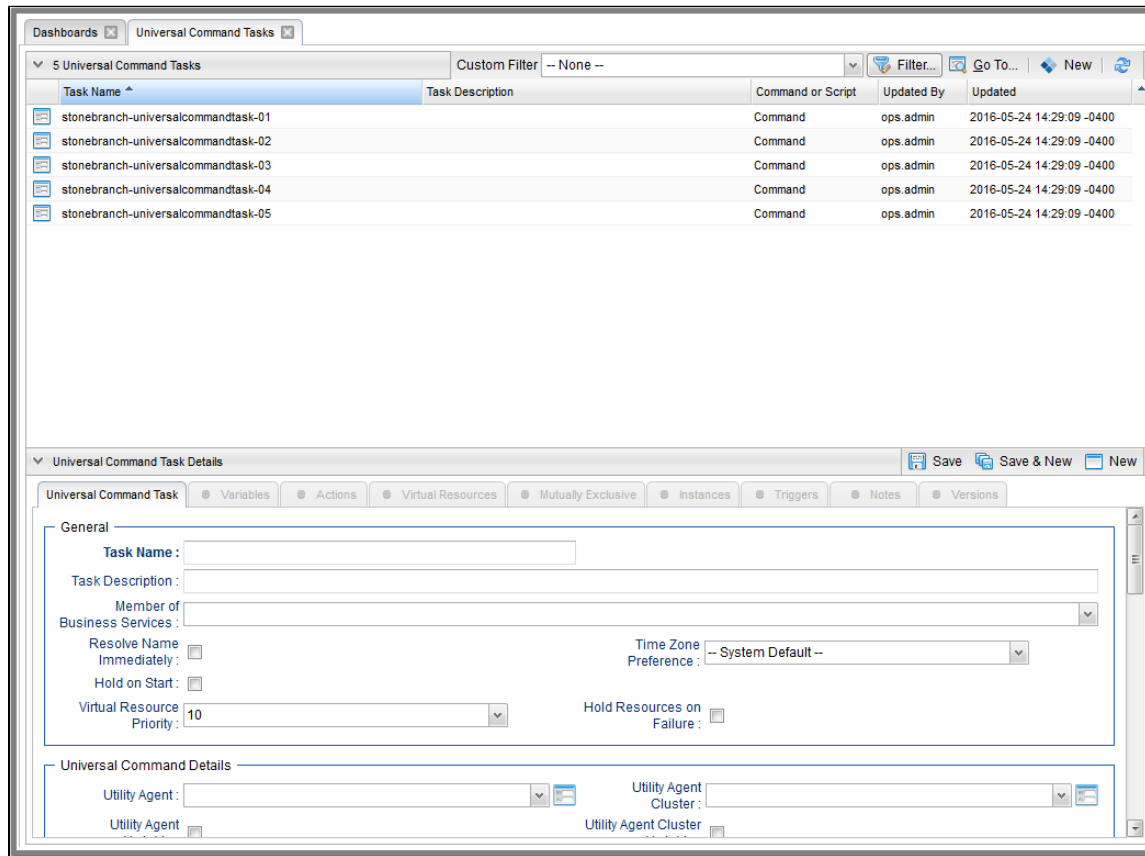 Dashboards Universal Command Tasks
5 Universal Command Tasks Custom Filter -- None -- Filter... Go To... New
Task Name Task Description Command or Script Updated By Updated
stonebranch-universalcommandtask-01 Command ops.admin 2016-05-24 14:29:09 -0400
stonebranch-universalcommandtask-02 Command ops.admin 2016-05-24 14:29:09 -0400
stonebranch-universalcommandtask-03 Command ops.admin 2016-05-24 14:29:09 -0400
stonebranch-universalcommandtask-04 Command ops.admin 2016-05-24 14:29:09 -0400
stonebranch-universalcommandtask-05 Command ops.admin 2016-05-24 14:29:09 -0400
Universal Command Task Details Save Save & New New
Universal Command Task Variables Actions Virtual Resources Mutually Exclusive Instances Triggers Notes Versions
General
Task Name :
Task Description :
Member of
Business Services :
Resolve Name
Immediately :
Time Zone
Preference : -- System Default --
Hold on Start :
Virtual Resource
Priority : 10
Hold Resources on
Failure :
Universal Command Details
Utility Agent :
Utility Agent
Cluster :
Utility Agent
Utility Agent Cluster